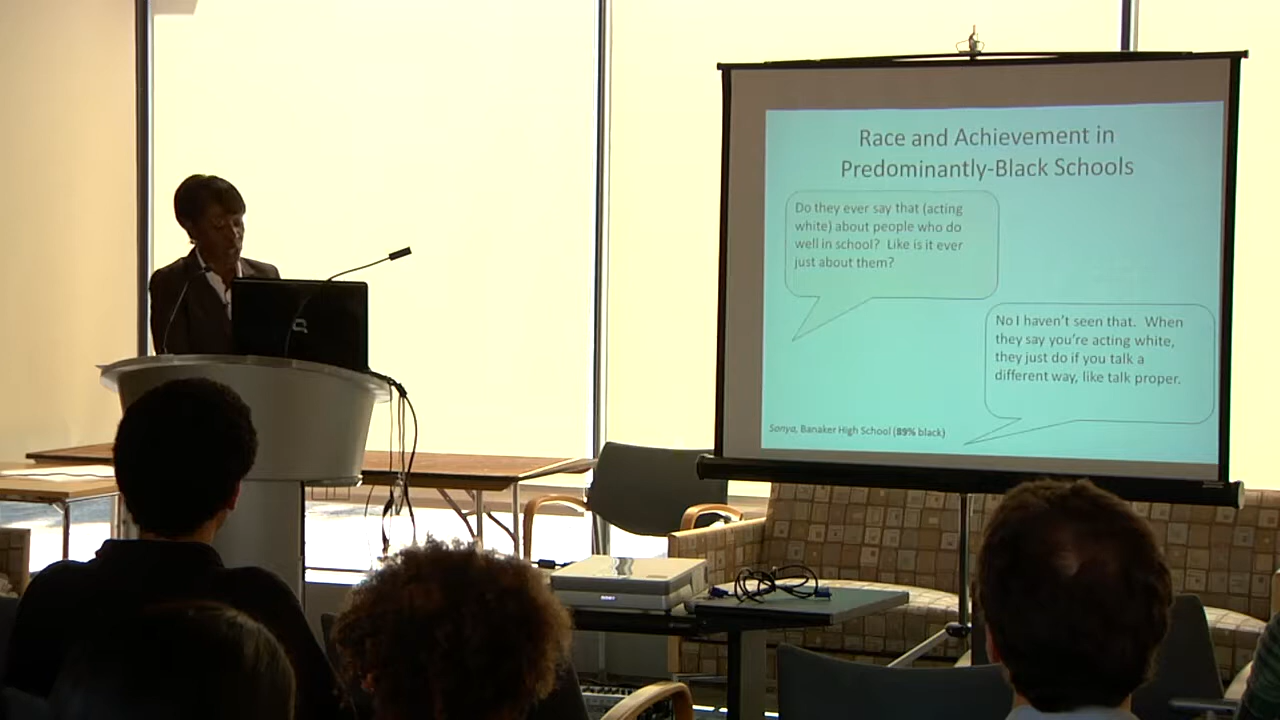 Race and Achievement in
Predominantly-Black Schools
Do they ever say that (acting
white) about people who do
well in school? Like is it ever
just about them?
No I haven't seen that. When
they say you're acting white,
they just do if you talk a
different way, like talk proper.
Sonya, Banaker High School (89% black)